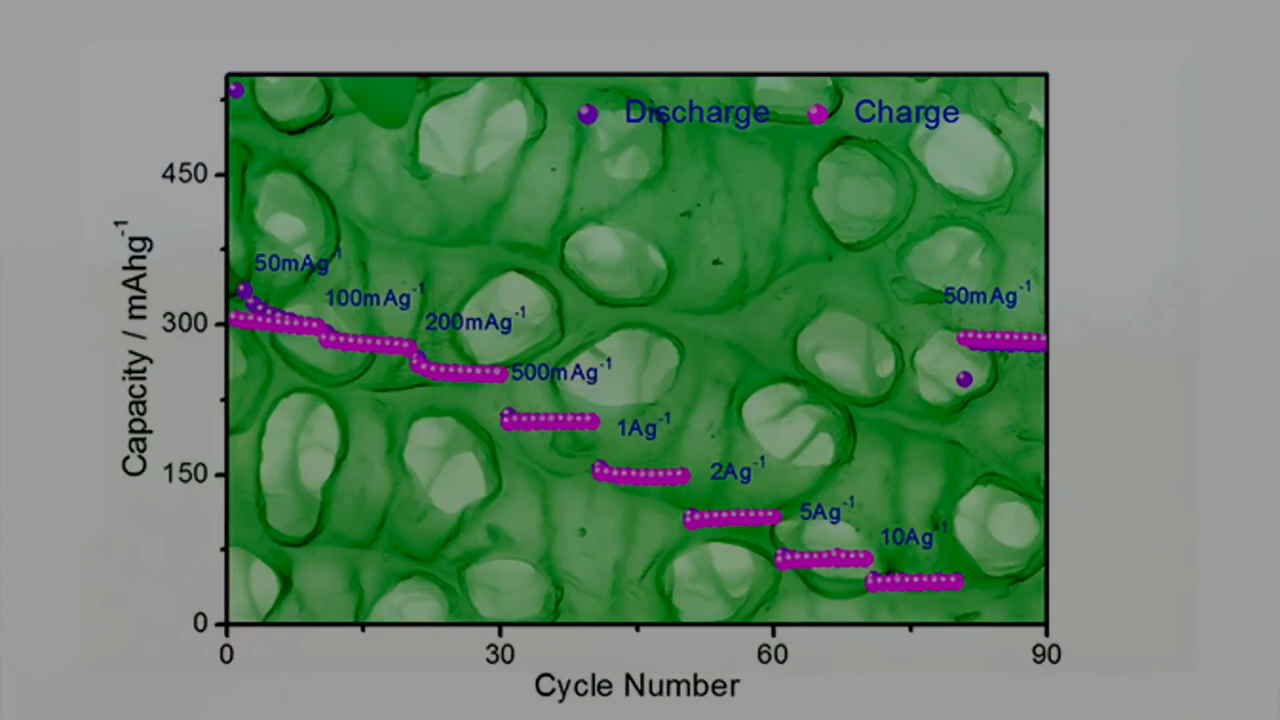 Discharge Charge
450
50mAg⁻¹
50mAg⁻¹
100mAg⁻¹
300
200mAg⁻¹
500mAg⁻¹
1Ag⁻¹
150
2Ag⁻¹
5Ag⁻¹
10Ag⁻¹
0
0 30 60 90
Cycle Number
Capacity / mAhg⁻¹